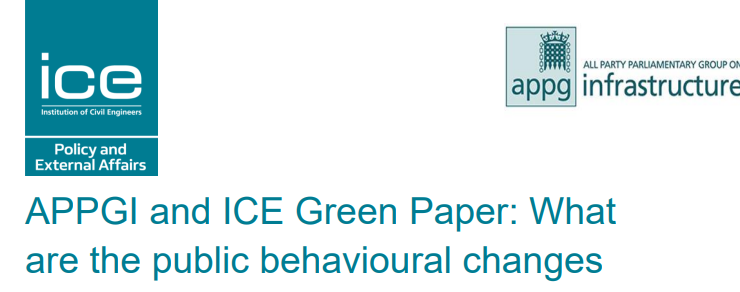 ice
Institution of Civil Engineers
Policy and
External Affairs
ALL PARTY PARLIAMENTARY GROUP ON
appg infrastructure
APPGI and ICE Green Paper: What
are the public behavioural changes